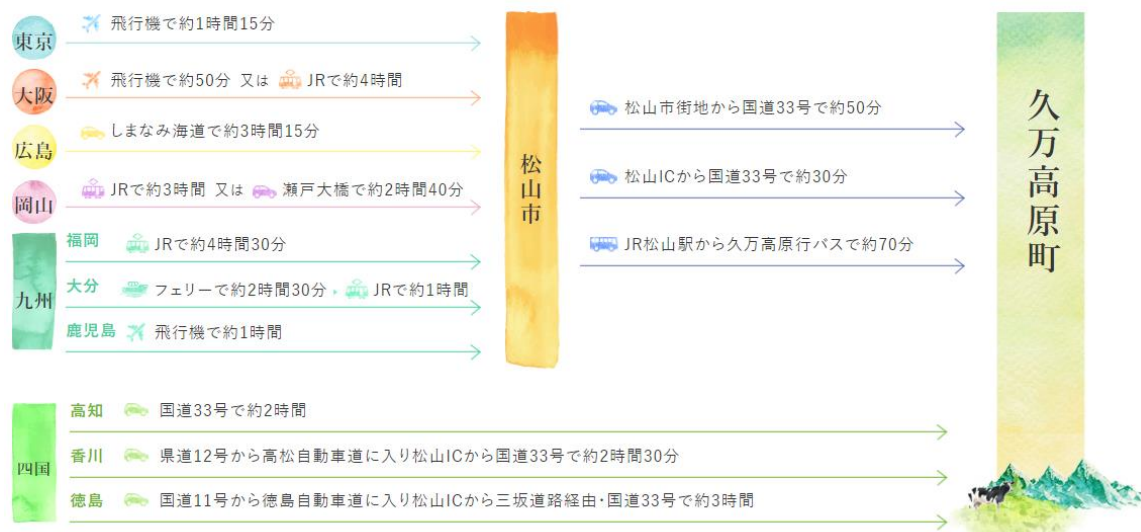 東京
飛行機で約1時間15分
大阪
飛行機で約50分 又は JRで約4時間
広島
しまなみ海道で約3時間15分
岡山
JRで約3時間 又は 瀬戸大橋で約2時間40分
九州
福岡
JRで約4時間30分
大分
フェリーで約2時間30分 JRで約1時間
鹿児島
飛行機で約1時間
松山市
松山市街地から国道33号で約50分
松山ICから国道33号で約30分
JR松山駅から久万高原行バスで約70分
久万高原町
四国
高知
国道33号で約2時間
香川
県道12号から高松自動車道に入り松山ICから国道33号で約2時間30分
徳島
国道11号から徳島自動車道に入り松山ICから三坂道路経由・国道33号で約3時間